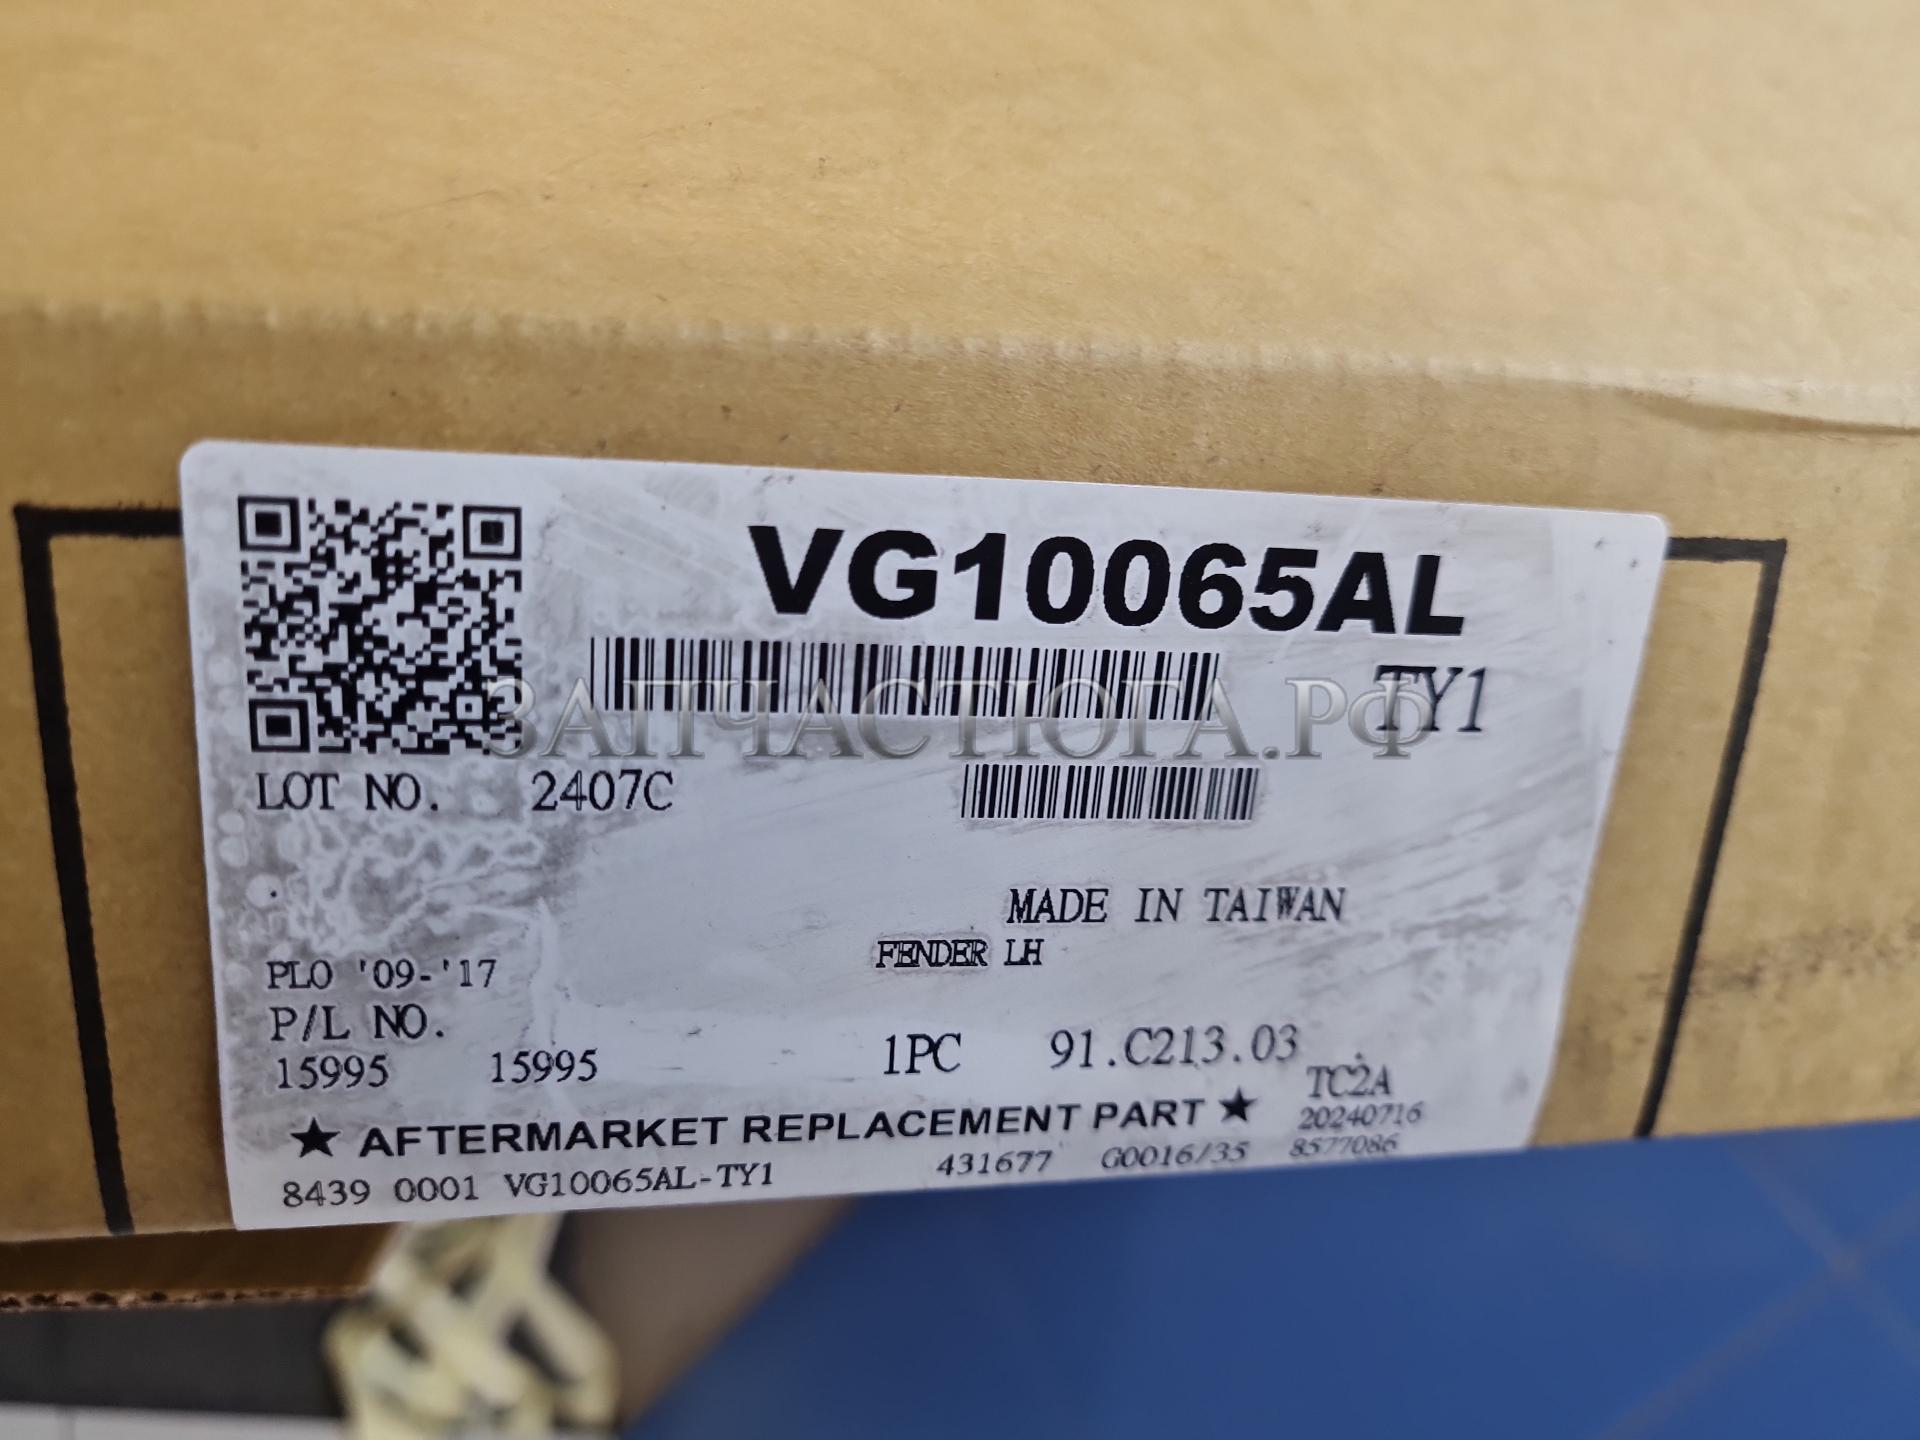 VG10065AL
TY1
ЗАПЧАСТЮГА.РФ
LOT NO. 2407C
MADE IN TAIWAN
FENDER LH
PLO '09-'17
P/L NO.
15995 15995 1PC 91.C213.03
TC2A
★ AFTERMARKET REPLACEMENT PART ★ 20240716
8439 0001 VG10065AL-TY1 431677 G0016/35 8577086